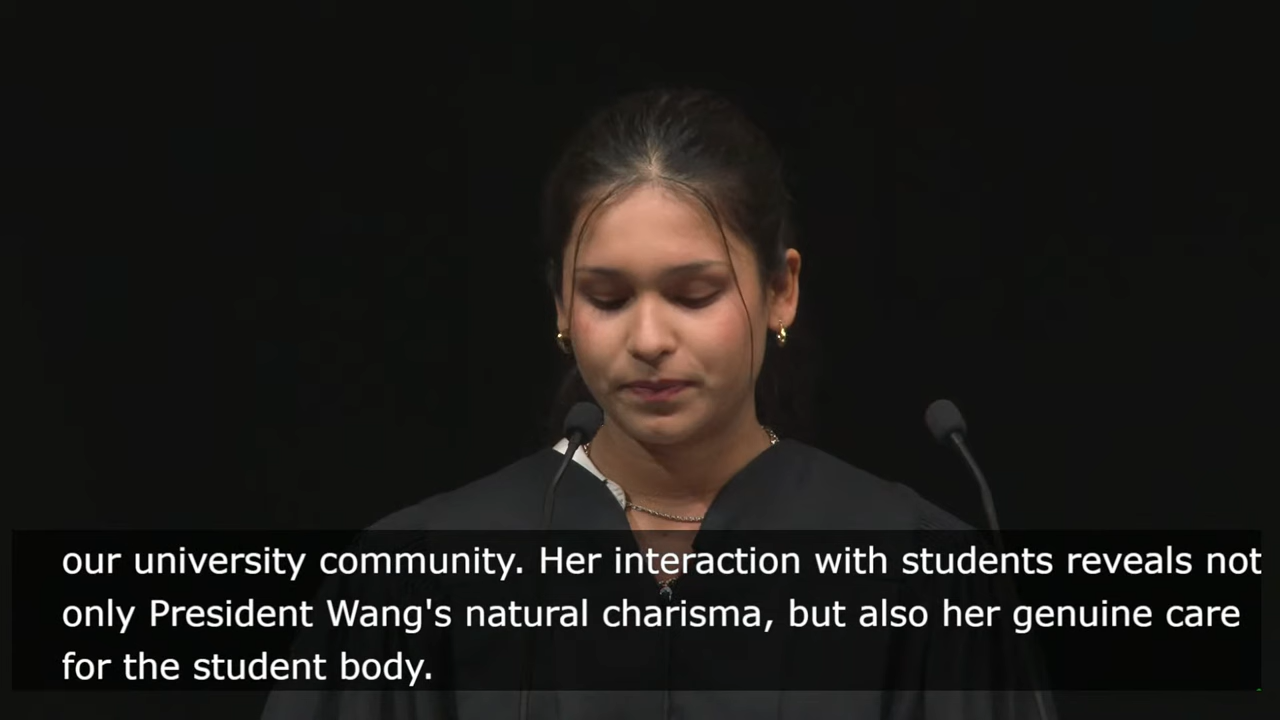 our university community. Her interaction with students reveals not
only President Wang's natural charisma, but also her genuine care
for the student body.